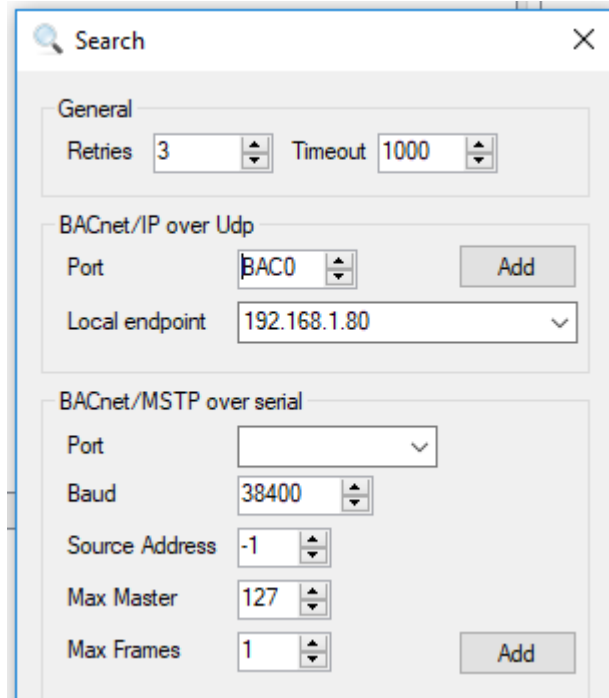 Search
General
Retries 3 Timeout 1000
BACnet/IP over Udp
Port BAC0 Add
Local endpoint 192.168.1.80
BACnet/MSTP over serial
Port
Baud 38400
Source Address -1
Max Master 127
Max Frames 1 Add